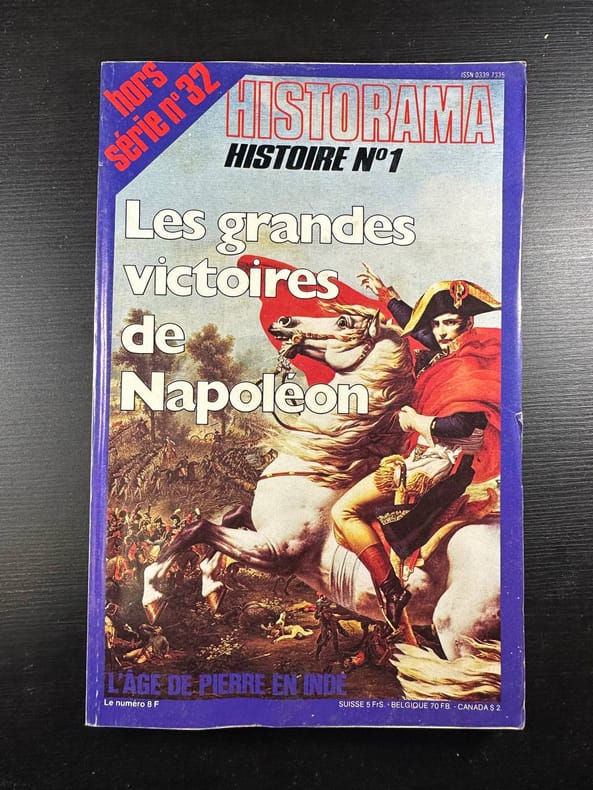 hors
série n° 32
ISSN 0339 7335
HISTORAMA
HISTOIRE N° 1
Les grandes
victoires
de
Napoléon
L'ÂGE DE PIERRE EN INDE
Le numéro 8 F
SUISSE 5 FrS. - BELGIQUE 70 F.B. - CANADA $ 2